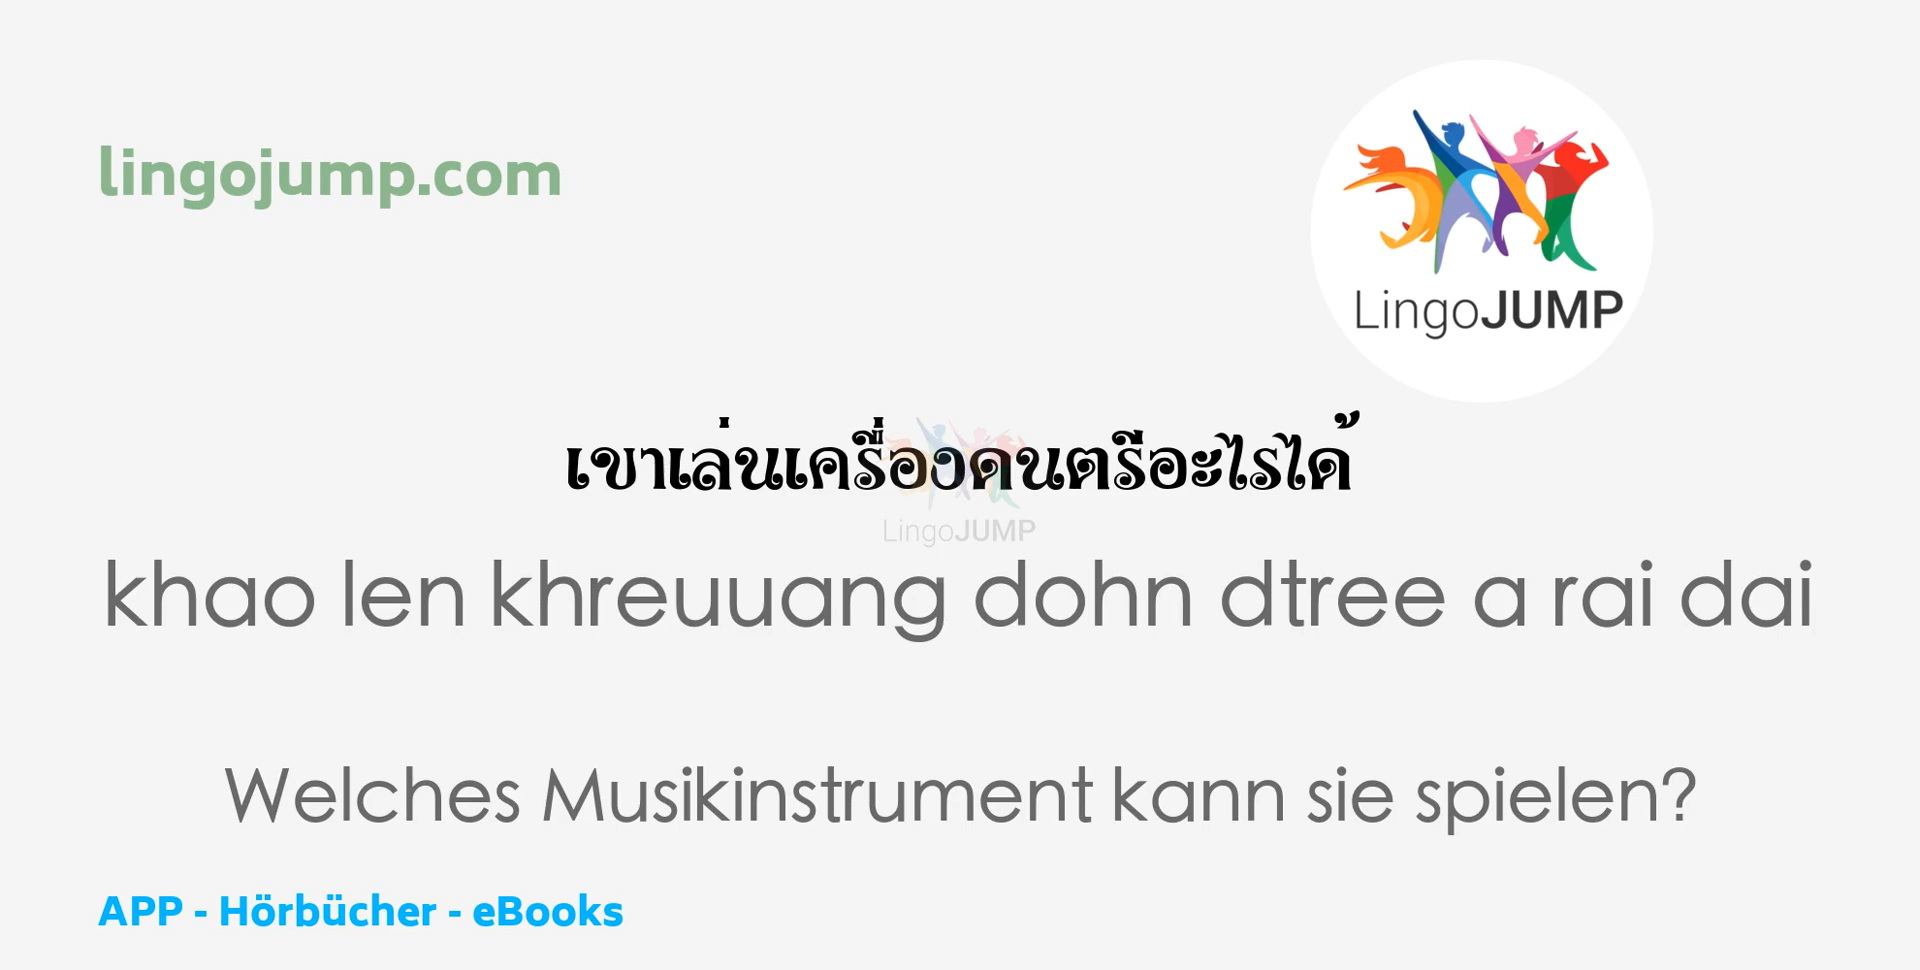 lingojump.com
LingoJUMP
เขาเล่นเครื่องดนตรีอะไรได้
LingoJUMP
khao len khreuuang dohn dtree a rai dai
Welches Musikinstrument kann sie spielen?
APP - Hörbücher - eBooks